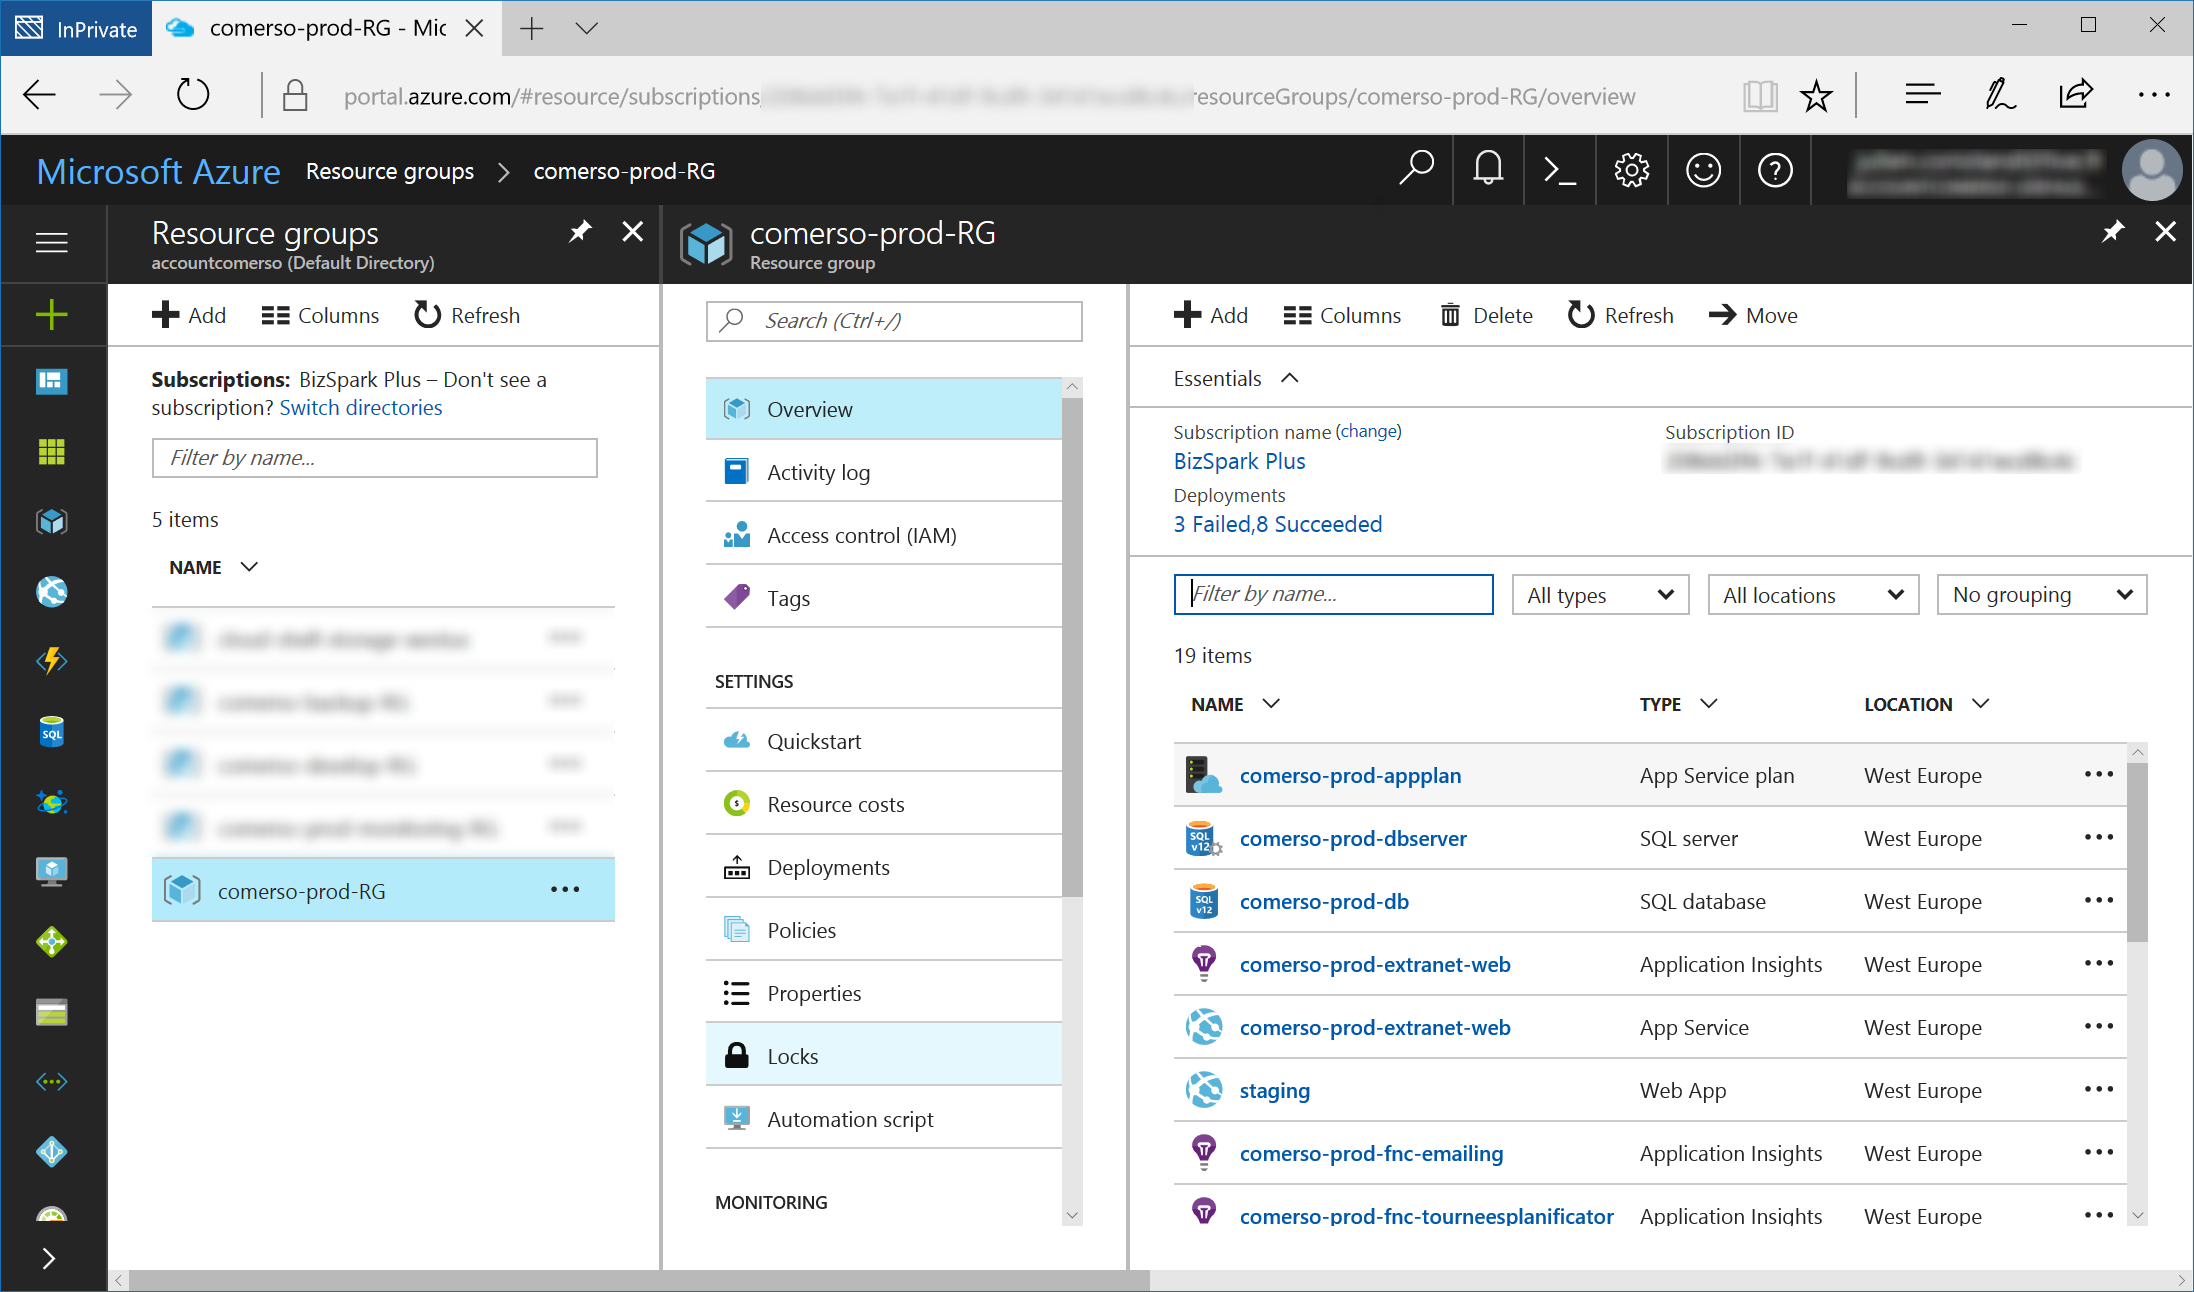 InPrivate
comerso-prod-RG - Mic
portal.azure.com/#resource/subscriptions
resourceGroups/comerso-prod-RG/overview
Microsoft Azure
Resource groups
comerso-prod-RG
Resource groups
accountcomerso (Default Directory)
Add
Columns
Refresh
Subscriptions: BizSpark Plus – Don't see a
subscription? Switch directories
Filter by name...
5 items
NAME
comerso-prod-RG
comerso-prod-RG
Resource group
Search (Ctrl+/)
Overview
Activity log
Access control (IAM)
Tags
SETTINGS
Quickstart
Resource costs
Deployments
Policies
Properties
Locks
Automation script
MONITORING
Add
Columns
Delete
Refresh
Move
Essentials
Subscription name (change)
BizSpark Plus
Subscription ID
Deployments
3 Failed,8 Succeeded
Filter by name...
All types
All locations
No grouping
19 items
NAME TYPE LOCATION
comerso-prod-appplan App Service plan West Europe
comerso-prod-dbserver SQL server West Europe
comerso-prod-db SQL database West Europe
comerso-prod-extranet-web Application Insights West Europe
comerso-prod-extranet-web App Service West Europe
staging Web App West Europe
comerso-prod-fnc-emailing Application Insights West Europe
comerso-prod-fnc-tourneesplanificator Application Insights West Europe